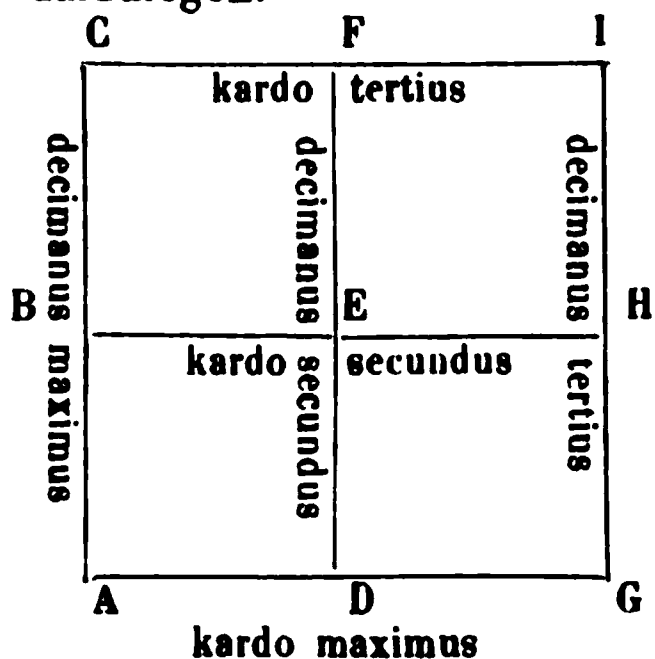 C F I
kardo tertius
decimanus maximus
decimanus secundus
decimanus tertius
B E H
kardo secundus
A D G
kardo maximus